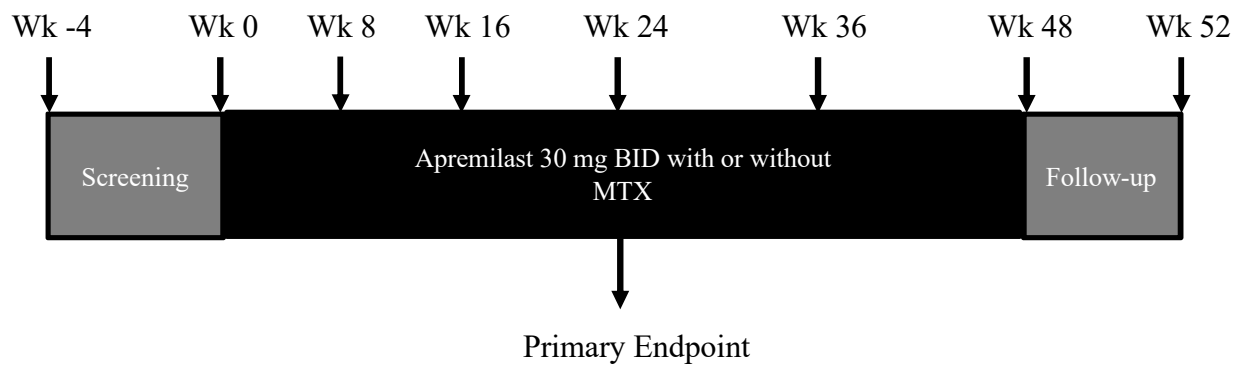 Wk -4 Wk 0 Wk 8 Wk 16 Wk 24 Wk 36 Wk 48 Wk 52
Screening
Apremilast 30 mg BID with or without
MTX
Follow-up
Primary Endpoint